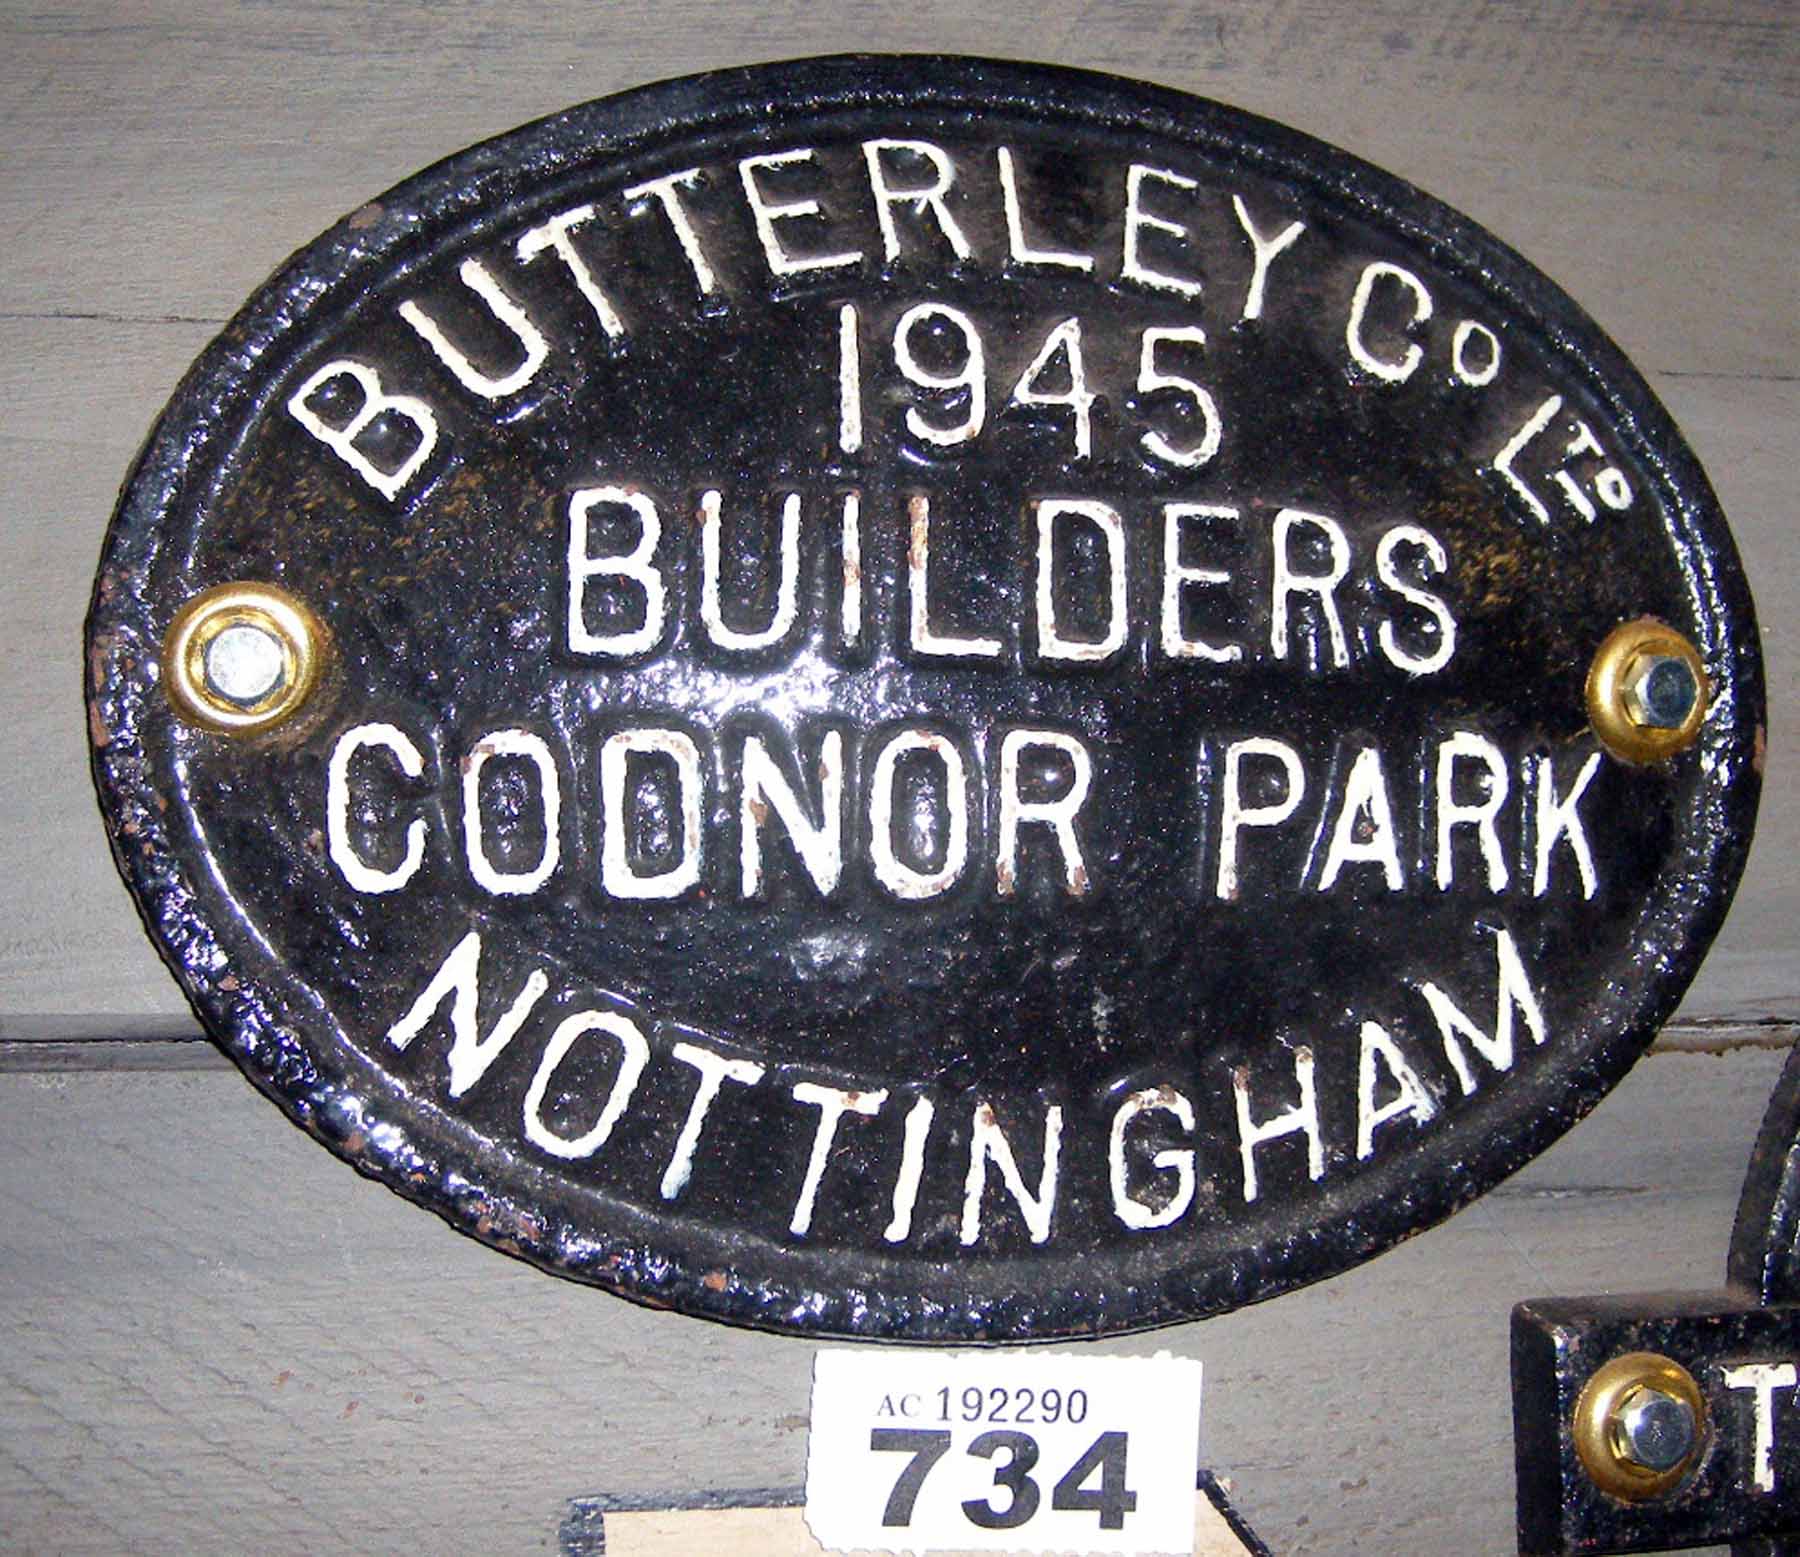 BUTTERLEY CO LTD
1945
BUILDERS
CODNOR PARK
NOTTINGHAM
AC 192290
734
T